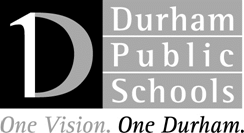 D
Durham
Public
Schools
One Vision. One Durham.